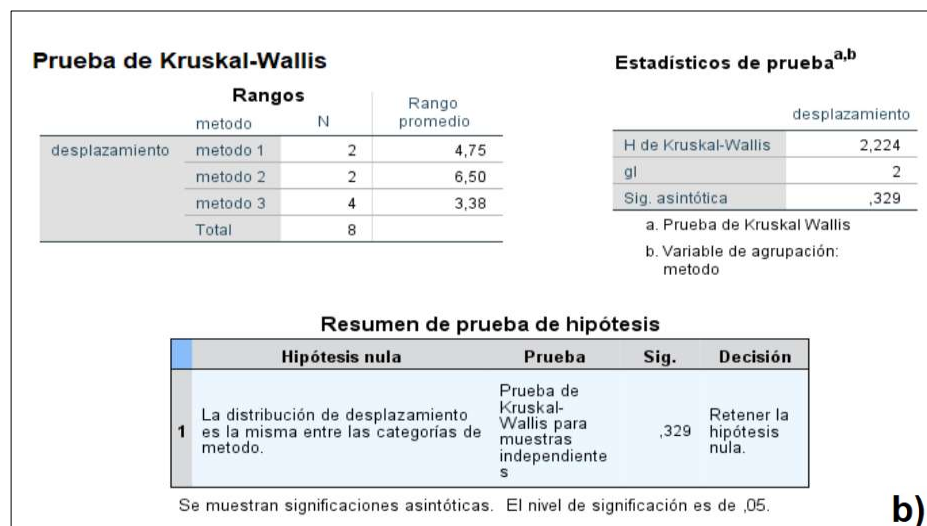 Prueba de Kruskal-Wallis
Rangos
metodo N Rango promedio
desplazamiento metodo 1 2 4,75
metodo 2 2 6,50
metodo 3 4 3,38
Total 8
Estadísticos de prueba a,b
desplazamiento
H de Kruskal-Wallis 2,224
gl 2
Sig. asintótica ,329
a. Prueba de Kruskal Wallis
b. Variable de agrupación:
metodo
Resumen de prueba de hipótesis
Hipótesis nula Prueba Sig. Decisión
1 La distribución de desplazamiento es la misma entre las categorías de metodo. Prueba de Kruskal-Wallis para muestras independientes ,329 Retener la hipótesis nula.
Se muestran significaciones asintóticas. El nivel de significación es de ,05.
b)